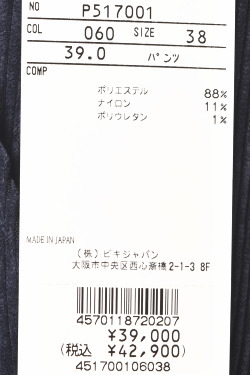 NO P517001
COL 060 SIZE 38
39.0 パンツ
COMP
ポリエステル 88%
ナイロン 11%
ポリウレタン 1%
MADE IN JAPAN
(株)ビギジャパン
大阪市中央区西心斎橋2-1-3 8F
4570118720207
¥39,000
(税込 ¥42,900)
451700106038